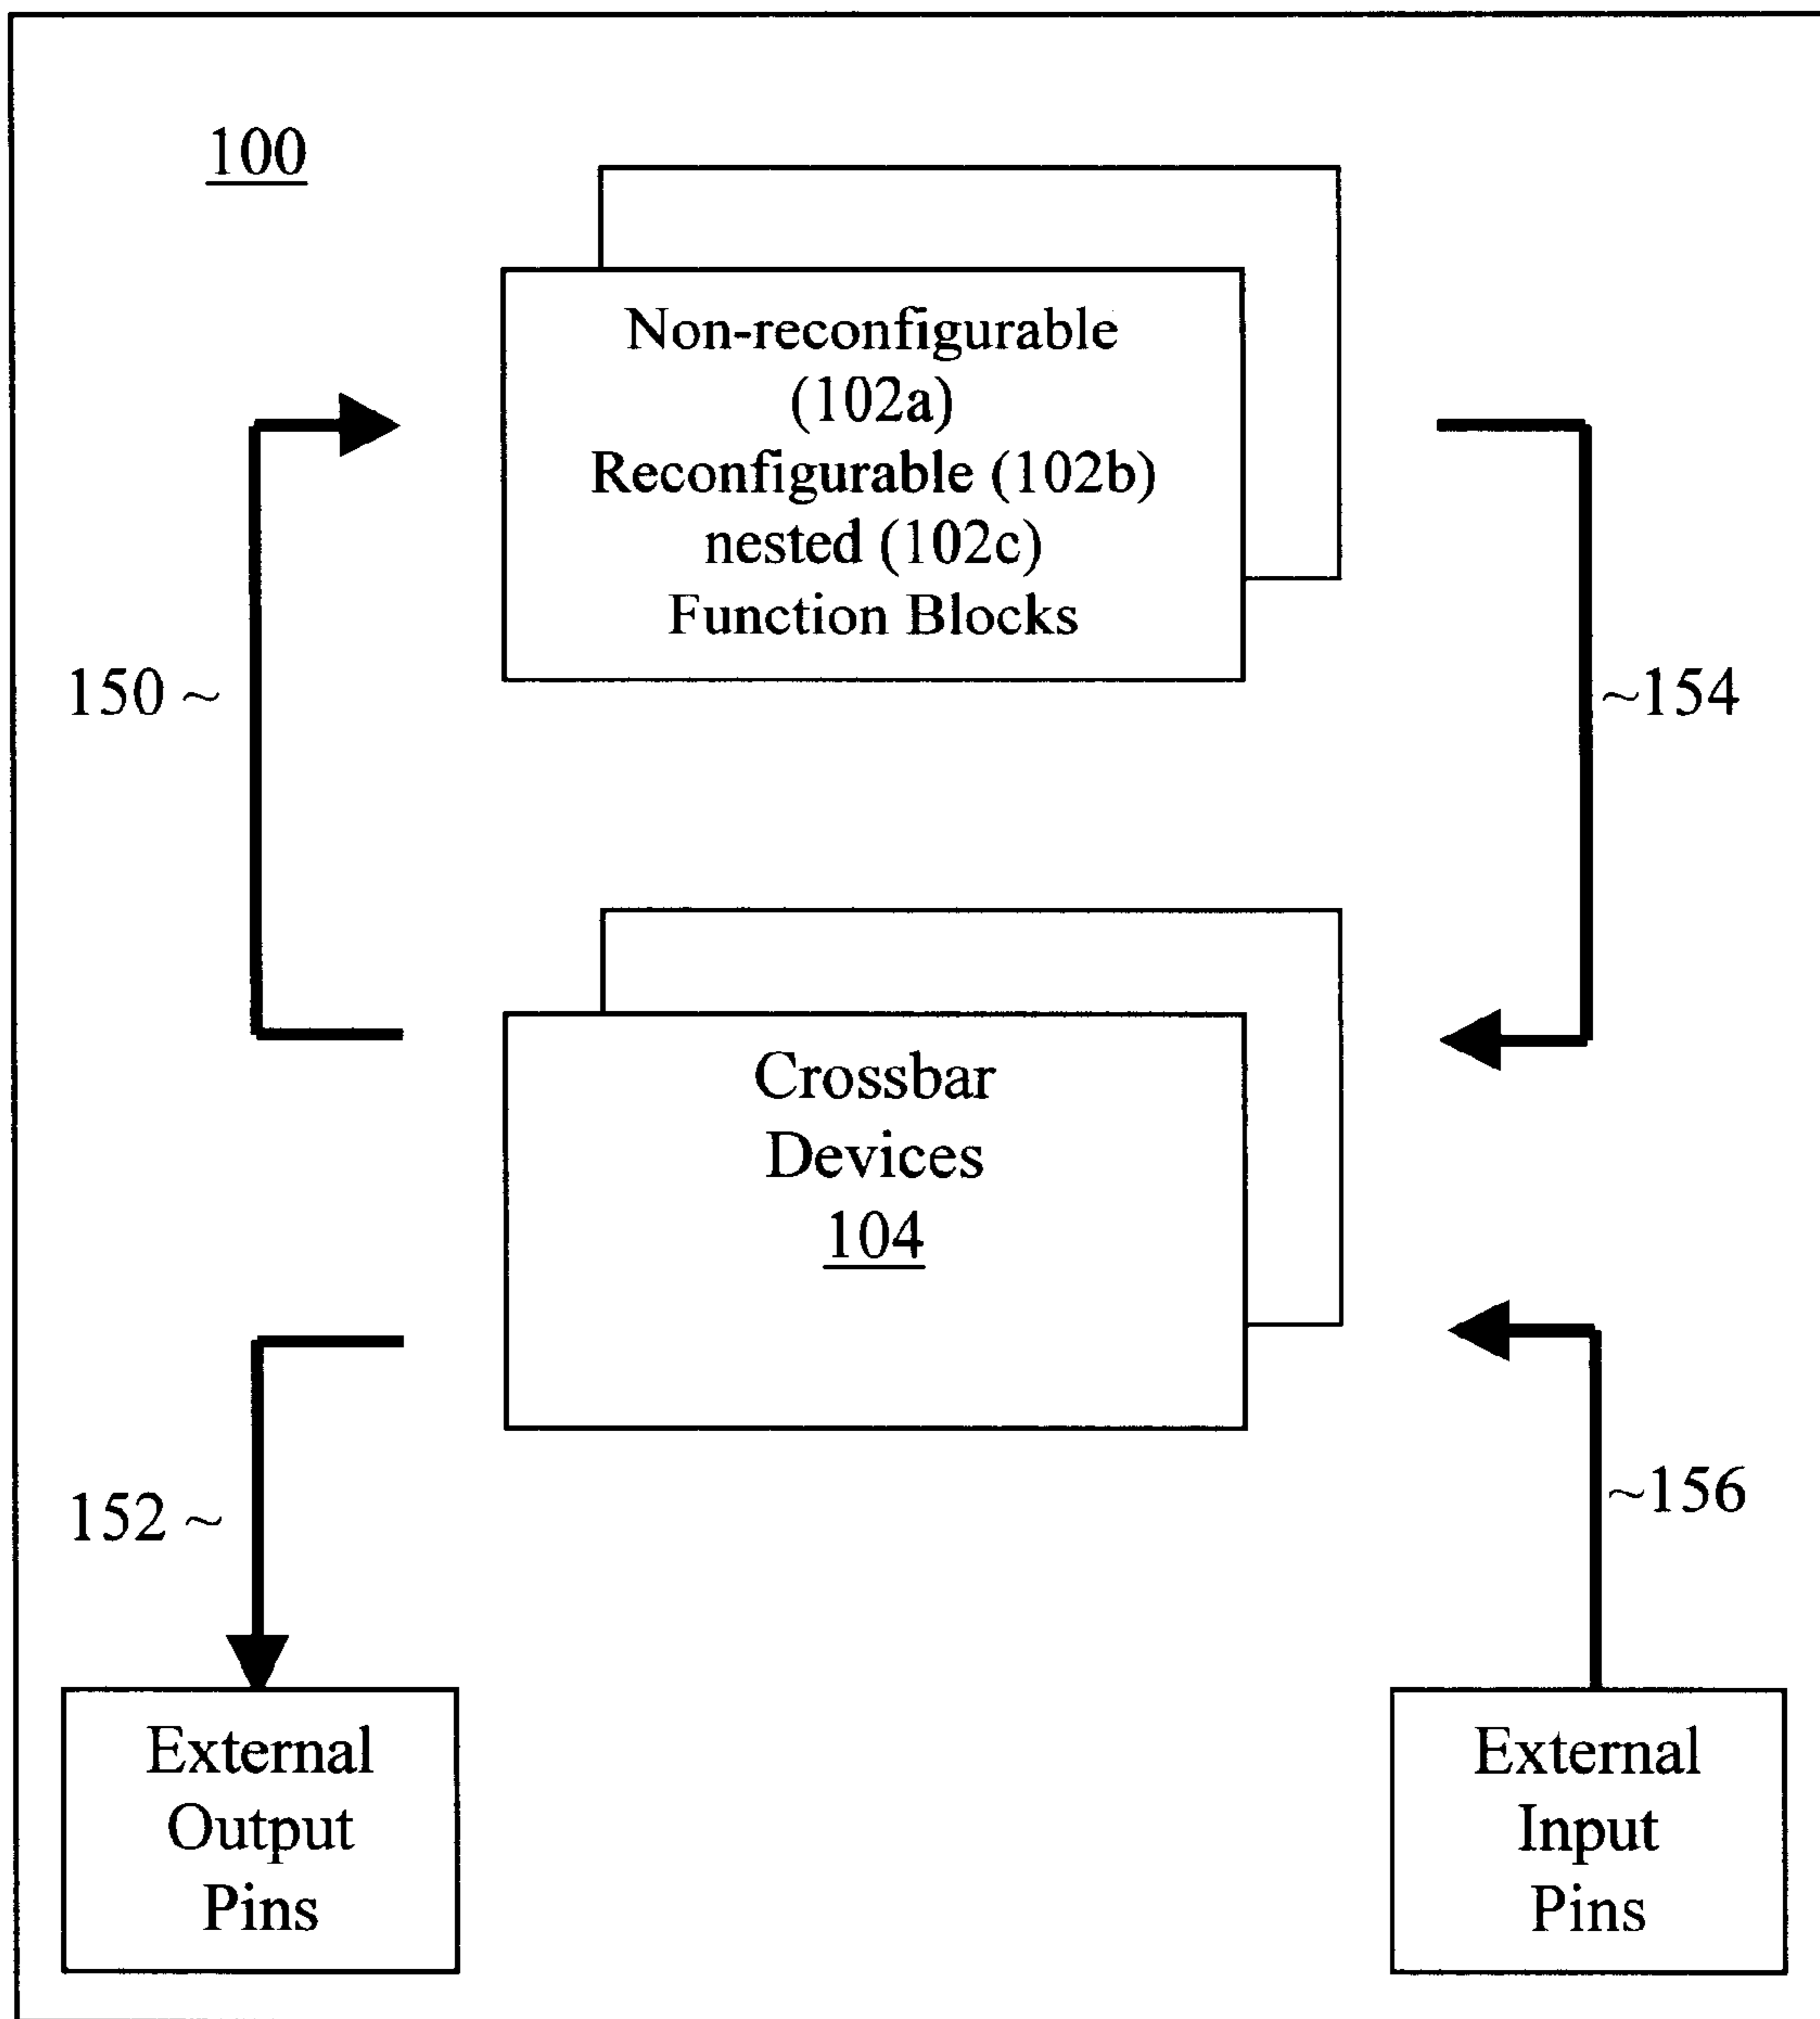 100
Non-reconfigurable
(102a)
Reconfigurable (102b)
nested (102c)
Function Blocks
150 ~
~154
Crossbar
Devices
104
152 ~
~156
External
Output
Pins
External
Input
Pins